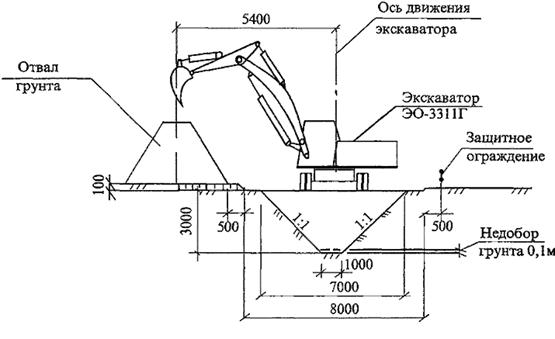 Ось движения
экскаватора
5400
Отвал
грунта
Экскаватор
ЭО-3311Г
Защитное
ограждение
100
3000
500
1:1
1:1
500
Недобор
грунта 0,1м
1000
7000
8000